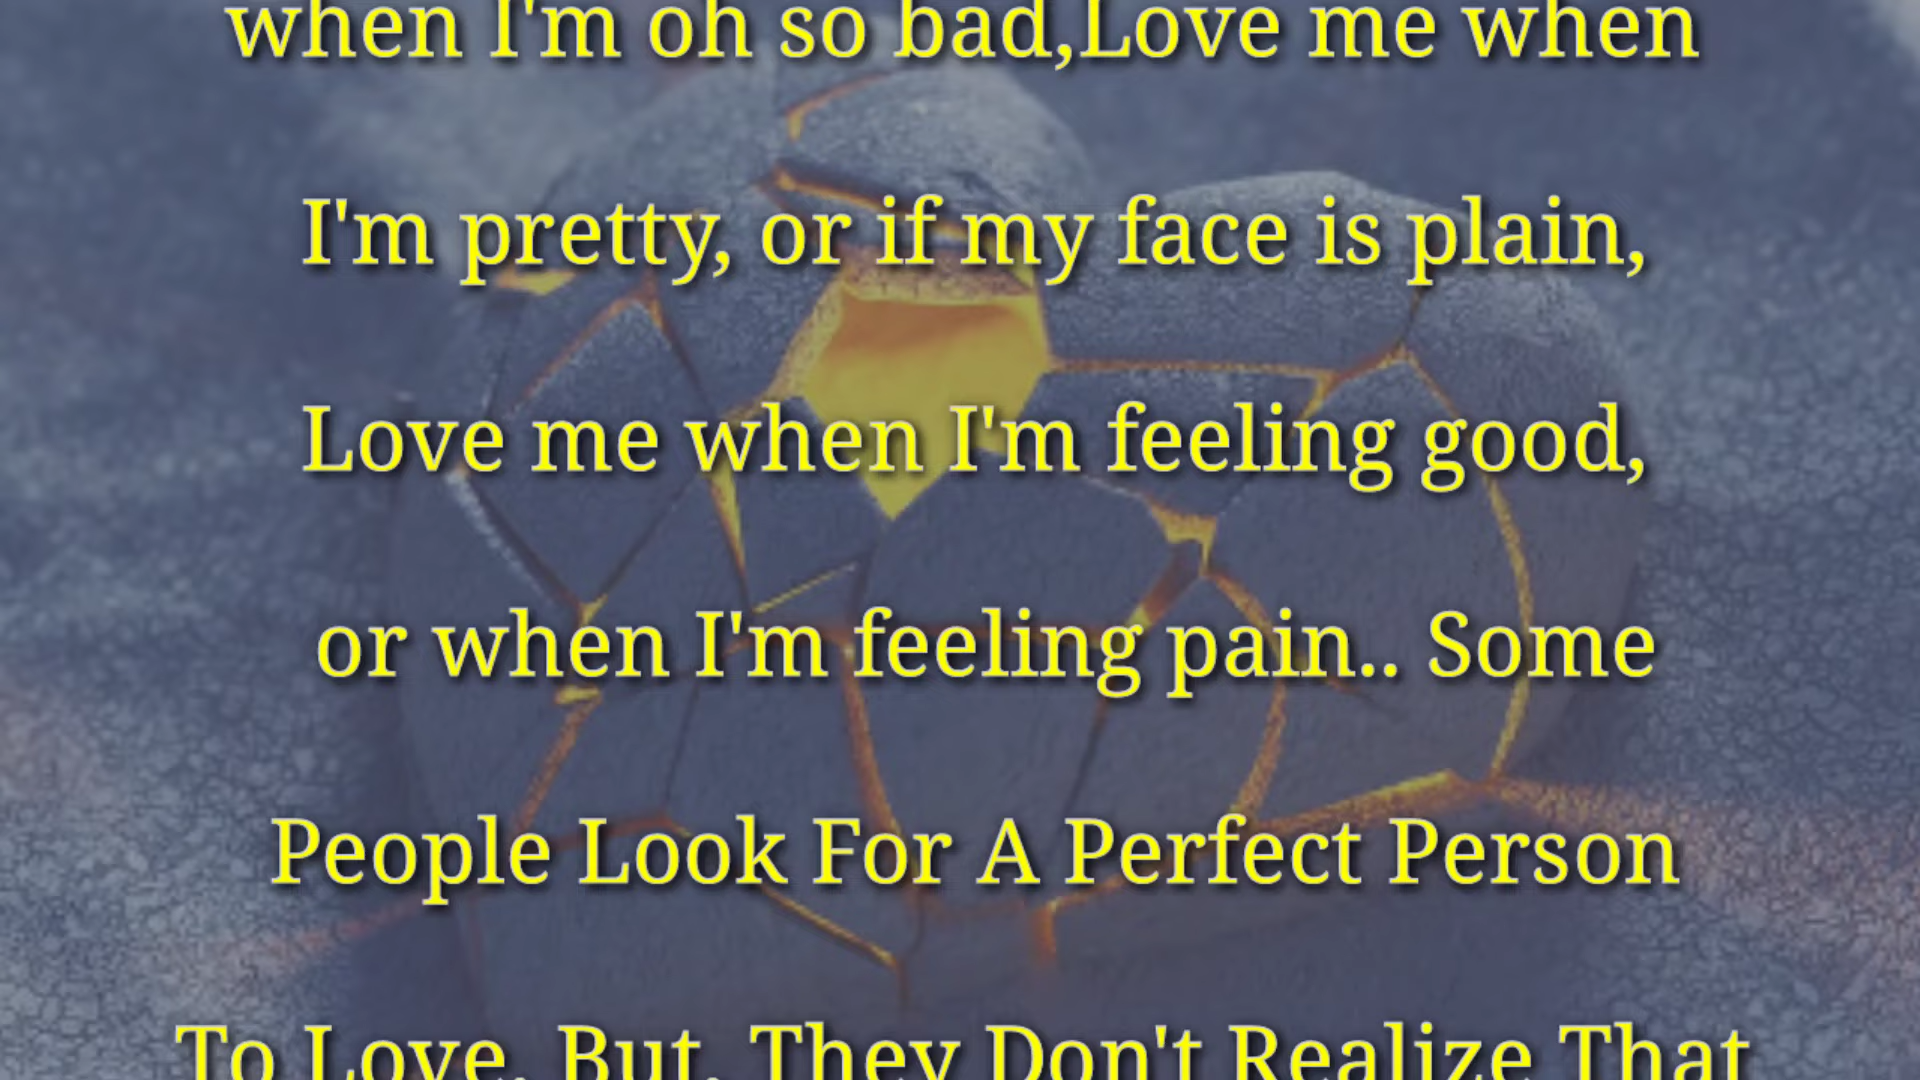 when I'm oh so bad,Love me when
I'm pretty, or if my face is plain,
Love me when I'm feeling good,
or when I'm feeling pain.. Some
People Look For A Perfect Person
To Love. But, They Don't Realize That